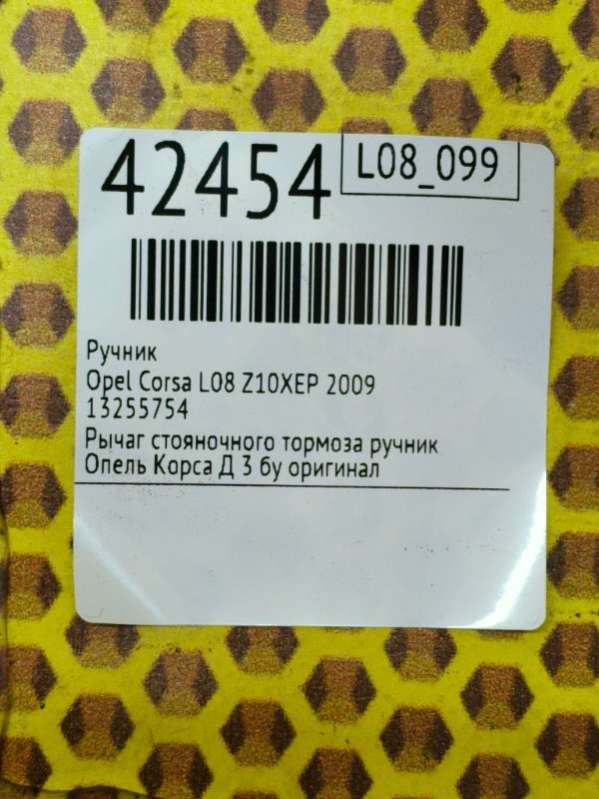 42454
L08_099
Ручник
Opel Corsa L08 Z10XEP 2009
13255754
Рычаг стояночного тормоза ручник
Опель Корса Д 3 бу оригинал